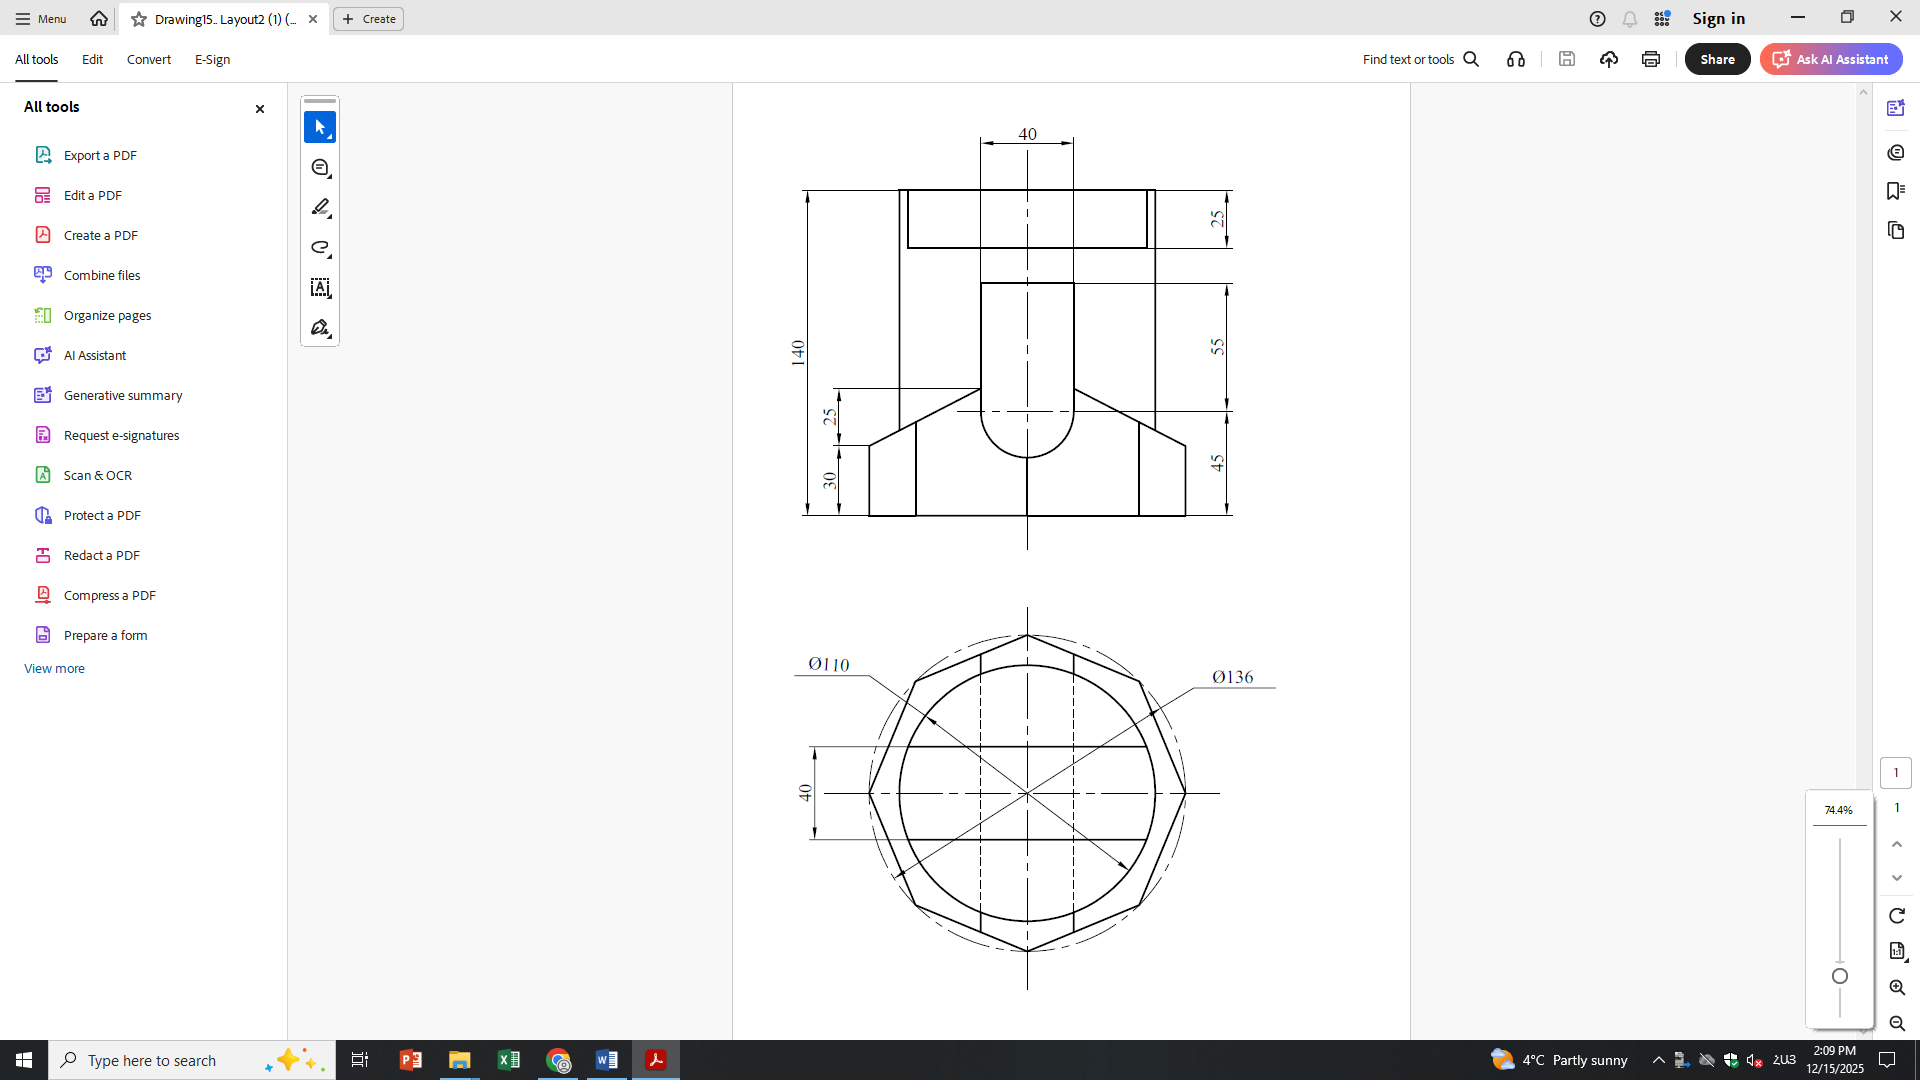 Menu
Drawing15.. Layout2 (1) (...
Create
Sign in
All tools
Edit
Convert
E-Sign
Find text or tools
Share
Ask AI Assistant
All tools
Export a PDF
Edit a PDF
Create a PDF
Combine files
Organize pages
AI Assistant
Generative summary
Request e-signatures
Scan & OCR
Protect a PDF
Redact a PDF
Compress a PDF
Prepare a form
View more
40
25
140
55
25
45
30
Ø110
Ø136
40
1
74.4%
1
Type here to search
4°C Partly sunny
ՀԱՅ
2:09 PM
12/15/2025